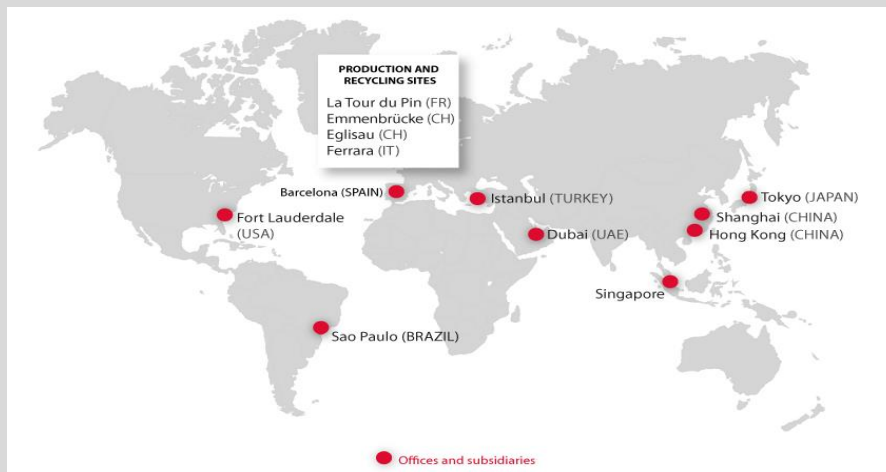 PRODUCTION AND
RECYCLING SITES
La Tour du Pin (FR)
Emmenbrücke (CH)
Eglisau (CH)
Ferrara (IT)
Barcelona (SPAIN)
Istanbul (TURKEY)
Tokyo (JAPAN)
Fort Lauderdale
(USA)
Shanghai (CHINA)
Dubai (UAE)
Hong Kong (CHINA)
Singapore
Sao Paulo (BRAZIL)
Offices and subsidiaries